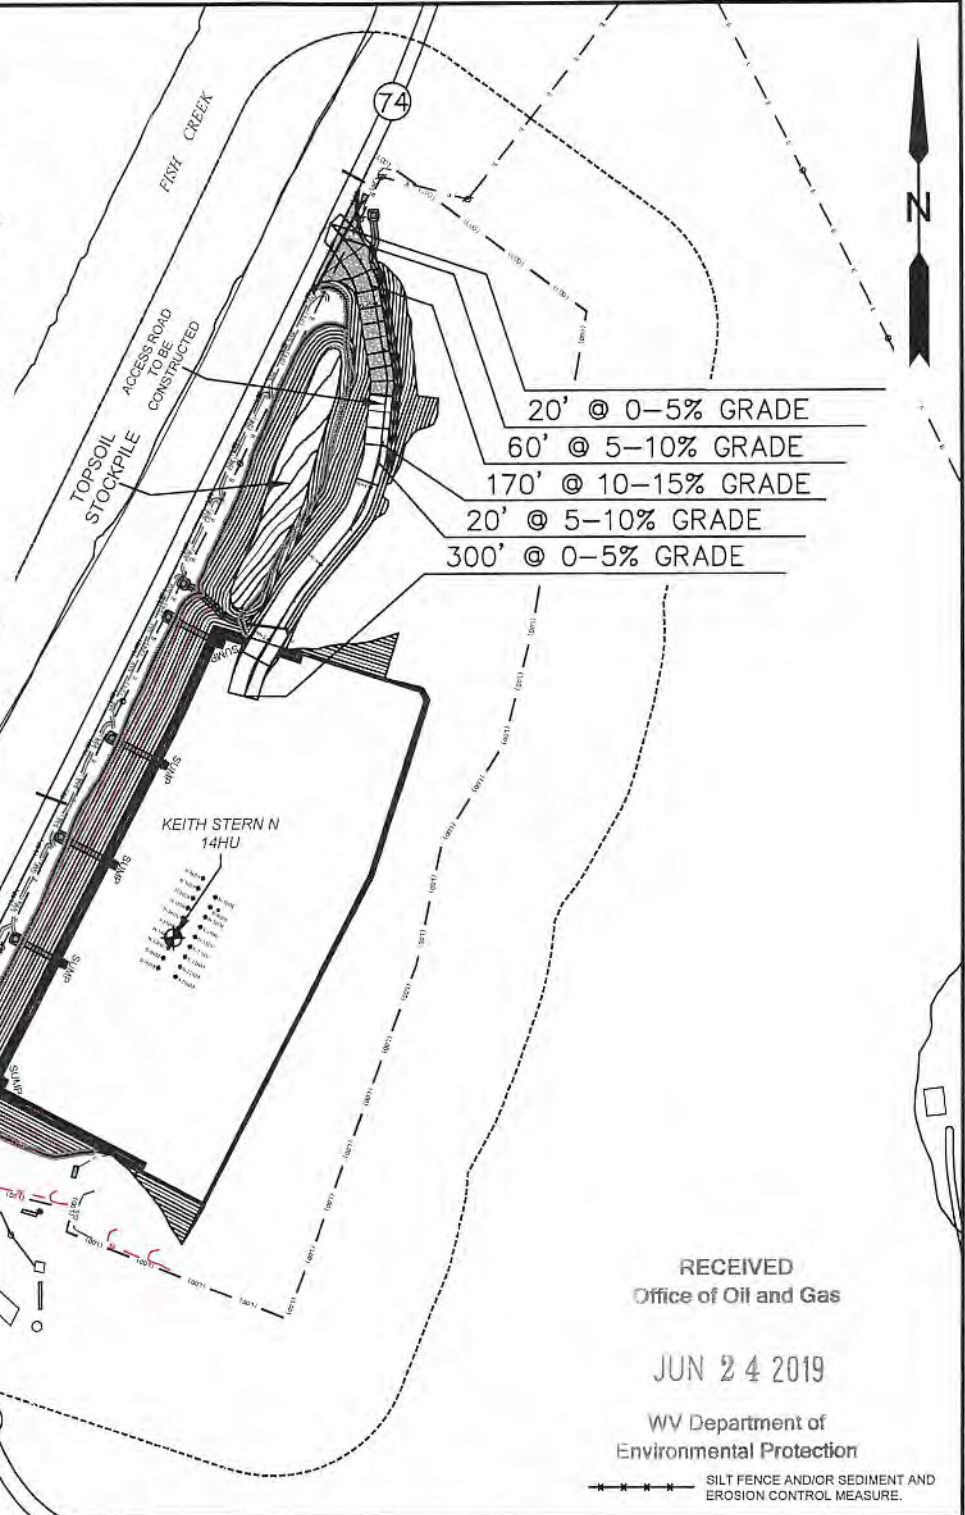 74
FISH CREEK
N
ACCESS ROAD
TO BE
CONSTRUCTED
TOPSOIL
STOCKPILE
20' @ 0-5% GRADE
60' @ 5-10% GRADE
170' @ 10-15% GRADE
20' @ 5-10% GRADE
300' @ 0-5% GRADE
SUMP
SUMP
SUMP
SUMP
SUMP
SUMP
KEITH STERN N
14HU
RECEIVED
Office of Oil and Gas
JUN 24 2019
WV Department of
Environmental Protection
SILT FENCE AND/OR SEDIMENT AND
EROSION CONTROL MEASURE.